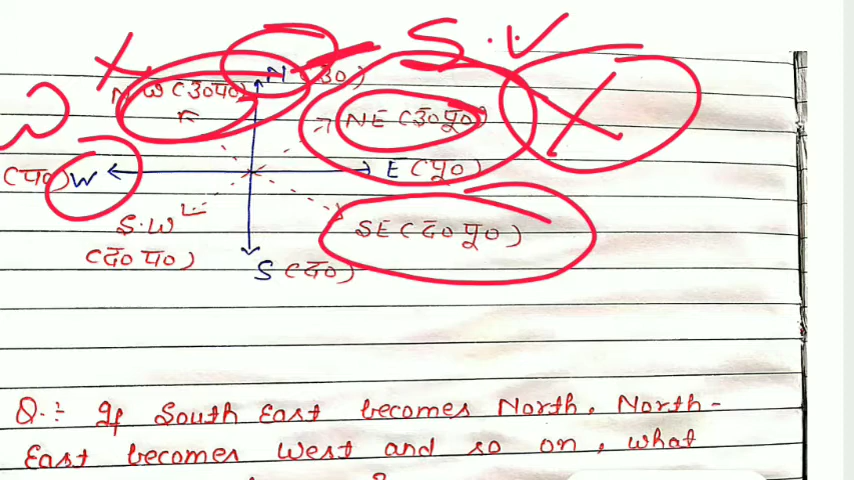 S.V
N (उ०)
NW (उ०प०)
NE (उ०पू०)
(प०) W
E (पू०)
S.W
(द०प०)
SE (द०पू०)
S (द०)
Q.:- If South East becomes North, North-
East becomes West and so on, what